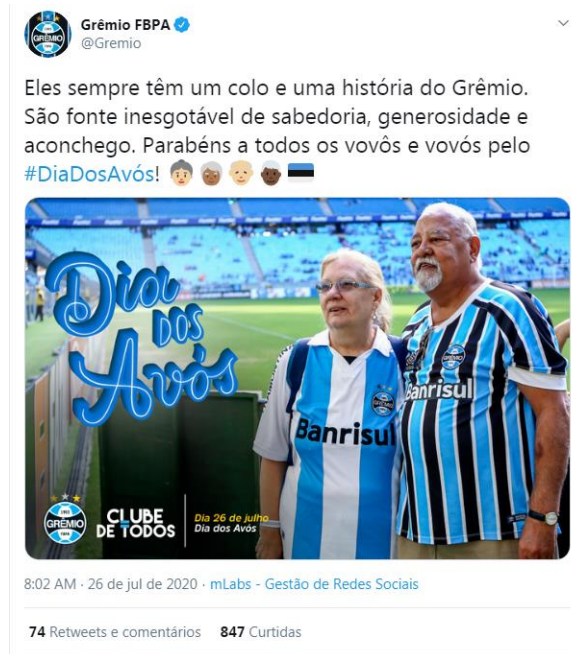 Grêmio FBPA
@Gremio
Eles sempre têm um colo e uma história do Grêmio.
São fonte inesgotável de sabedoria, generosidade e
aconchego. Parabéns a todos os vovôs e vovós pelo
#DiaDosAvós!
Dia
dos
Avós
Banrisul
Banrisul
GRÊMIO
CLUBE
DE TODOS
Dia 26 de julho
Dia dos Avós
8:02 AM · 26 de jul de 2020 · mLabs - Gestão de Redes Sociais
74 Retweets e comentários 847 Curtidas